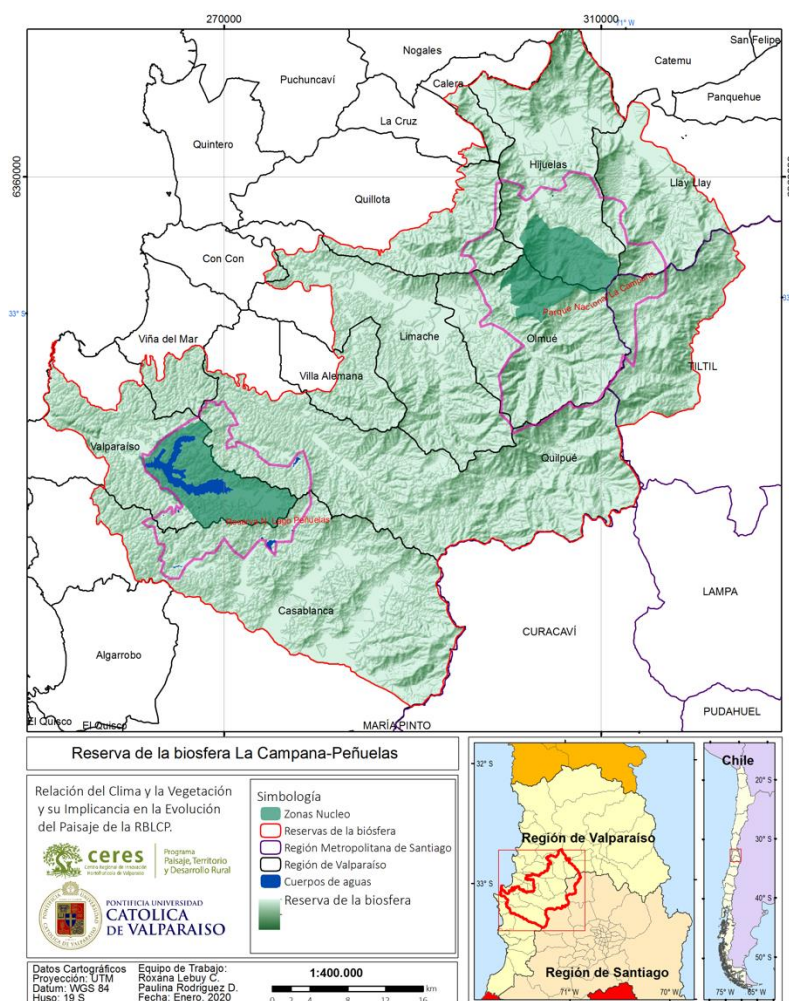 270000
310000
71° W
San Felipe
Nogales
Catemu
Puchuncaví
Calera
Panquehue
La Cruz
Quintero
Hijuelas
6360000
Llay Llay
Quillota
Con Con
Parque Nacional La Campana
33° S
Viña del Mar
Limache
Olmué
Villa Alemana
TILTIL
Valparaíso
Quilpué
Reserva N. Lago Peñuelas
LAMPA
Casablanca
CURACAVÍ
Algarrobo
PUDAHUEL
El Quisco
El Quisco
MARÍA PINTO
Reserva de la biosfera La Campana-Peñuelas
Relación del Clima y la Vegetación
y su Implicancia en la Evolución
del Paisaje de la RBLCP.
ceres
Programa
Paisaje, Territorio
y Desarrollo Rural
PONTIFICIA UNIVERSIDAD
CATOLICA
DE VALPARAISO
Simbología
Zonas Nucleo
Reservas de la biósfera
Región Metropolitana de Santiago
Región de Valparaíso
Cuerpos de aguas
Reserva de la biosfera
Datos Cartográficos
Proyección: UTM
Datum: WGS 84
Huso: 19 S
Equipo de Trabajo:
Roxana Lebuy C.
Paulina Rodríguez D.
Fecha: Enero, 2020
1:400.000
km
0 2 4 8 12 16
32° S
Región de Valparaíso
33° S
Región de Santiago
71° W
70° W
Chile
20° S
30° S
40° S
50° S
75° W
65° W